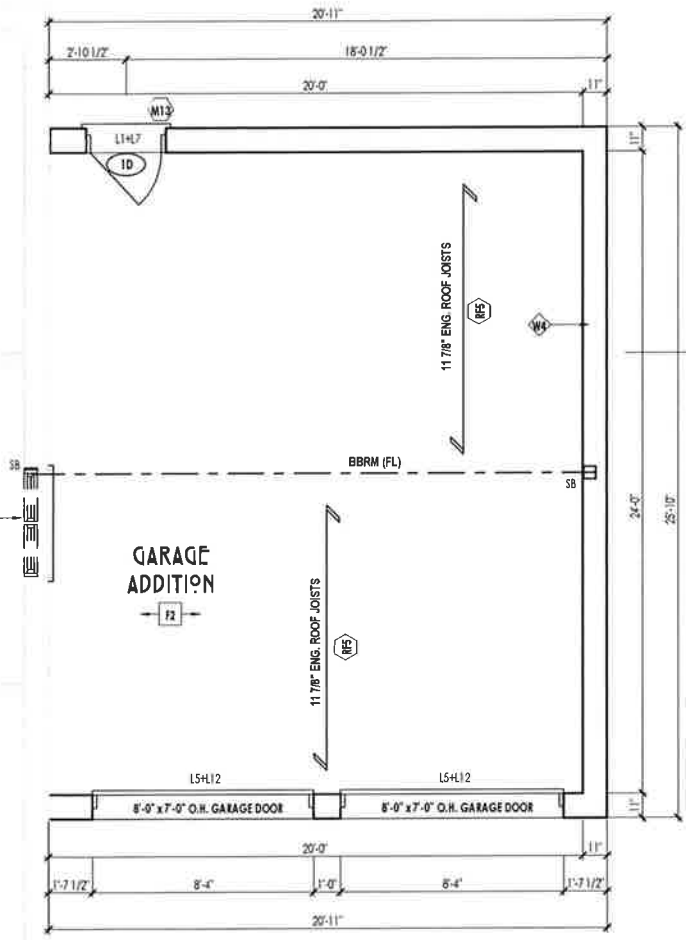 20'-11"
2'-10 1/2"
18'-0 1/2"
20'-0"
11"
M13
L1+L7
1D
11"
11 7/8" ENG. ROOF JOISTS
RF5
W4
SB
BBRM (FL)
SB
24'-0"
25'-10"
GARAGE
ADDITION
F2
11 7/8" ENG. ROOF JOISTS
RF5
L5+L12
L5+L12
8'-0" x 7'-0" O.H. GARAGE DOOR
8'-0" x 7'-0" O.H. GARAGE DOOR
11"
20'-0"
11"
1'-7 1/2"
8'-4"
1'-0"
8'-4"
1'-7 1/2"
20'-11"